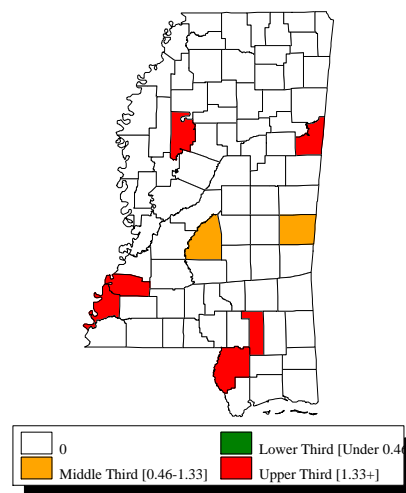 0
Lower Third [Under 0.46
Middle Third [0.46-1.33]
Upper Third [1.33+]